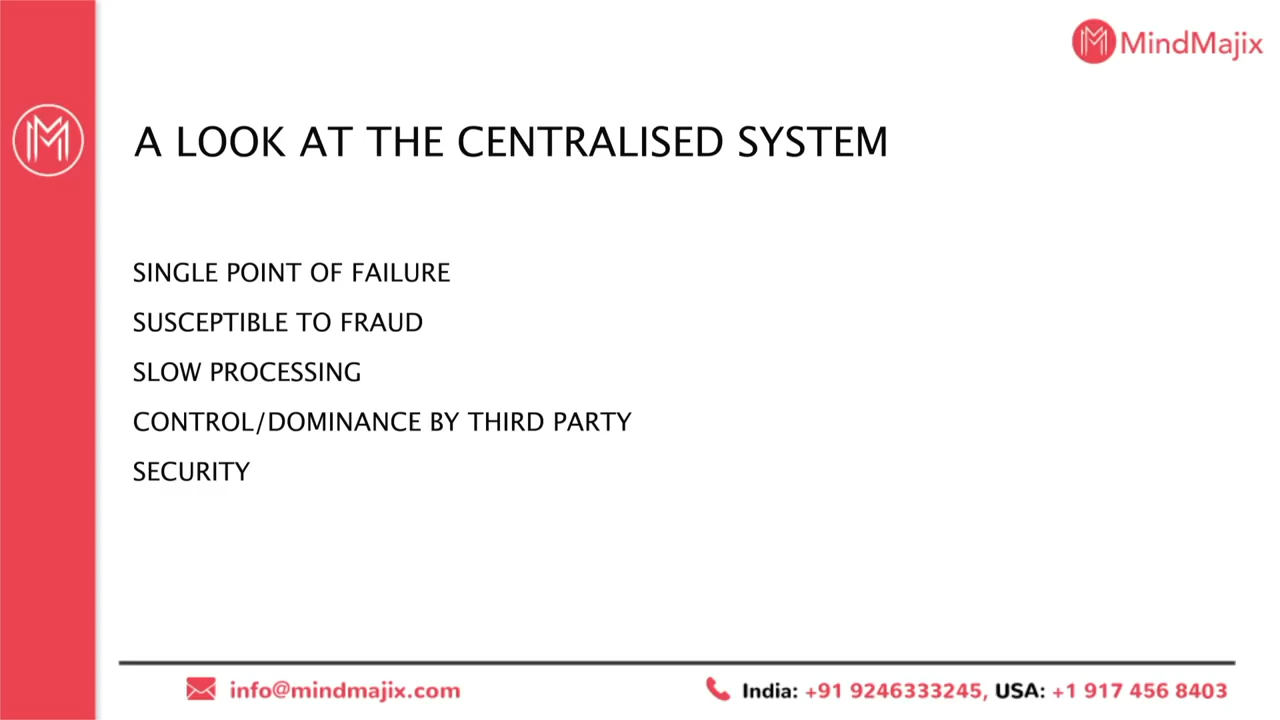 MindMajix
A LOOK AT THE CENTRALISED SYSTEM
SINGLE POINT OF FAILURE
SUSCEPTIBLE TO FRAUD
SLOW PROCESSING
CONTROL/DOMINANCE BY THIRD PARTY
SECURITY
info@mindmajix.com
India: +91 9246333245, USA: +1 917 456 8403